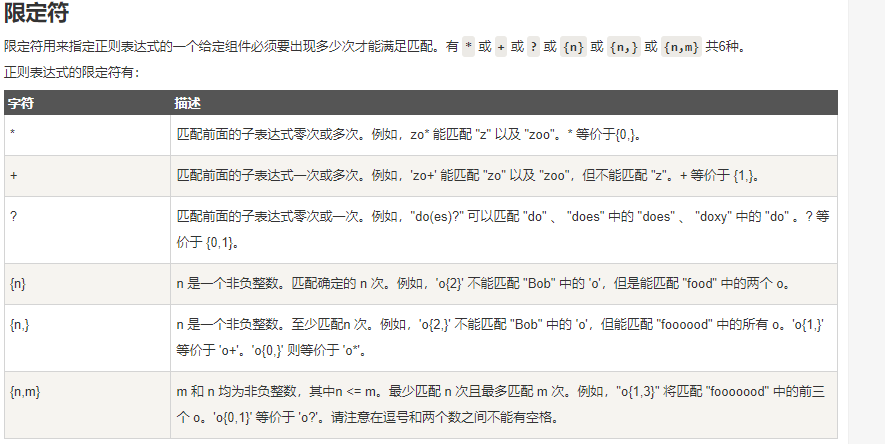 限定符
限定符用来指定正则表达式的一个给定组件必须要出现多少次才能满足匹配。有 * 或 + 或 ? 或 {n} 或 {n,} 或 {n,m} 共6种。
正则表达式的限定符有:
字符 描述
* 匹配前面的子表达式零次或多次。例如，zo* 能匹配 "z" 以及 "zoo"。* 等价于{0,}。
+ 匹配前面的子表达式一次或多次。例如，'zo+' 能匹配 "zo" 以及 "zoo"，但不能匹配 "z"。+ 等价于 {1,}。
? 匹配前面的子表达式零次或一次。例如，"do(es)?" 可以匹配 "do" 、 "does" 中的 "does" 、 "doxy" 中的 "do" 。? 等
价于 {0,1}。
{n} n 是一个非负整数。匹配确定的 n 次。例如，'o{2}' 不能匹配 "Bob" 中的 'o'，但是能匹配 "food" 中的两个 o。
{n,} n 是一个非负整数。至少匹配n 次。例如，'o{2,}' 不能匹配 "Bob" 中的 'o'，但能匹配 "foooood" 中的所有 o。'o{1,}'
等价于 'o+'。'o{0,}' 则等价于 'o*'。
{n,m} m 和 n 均为非负整数，其中n <= m。最少匹配 n 次且最多匹配 m 次。例如，"o{1,3}" 将匹配 "fooooood" 中的前三
个 o。'o{0,1}' 等价于 'o?'。请注意在逗号和两个数之间不能有空格。